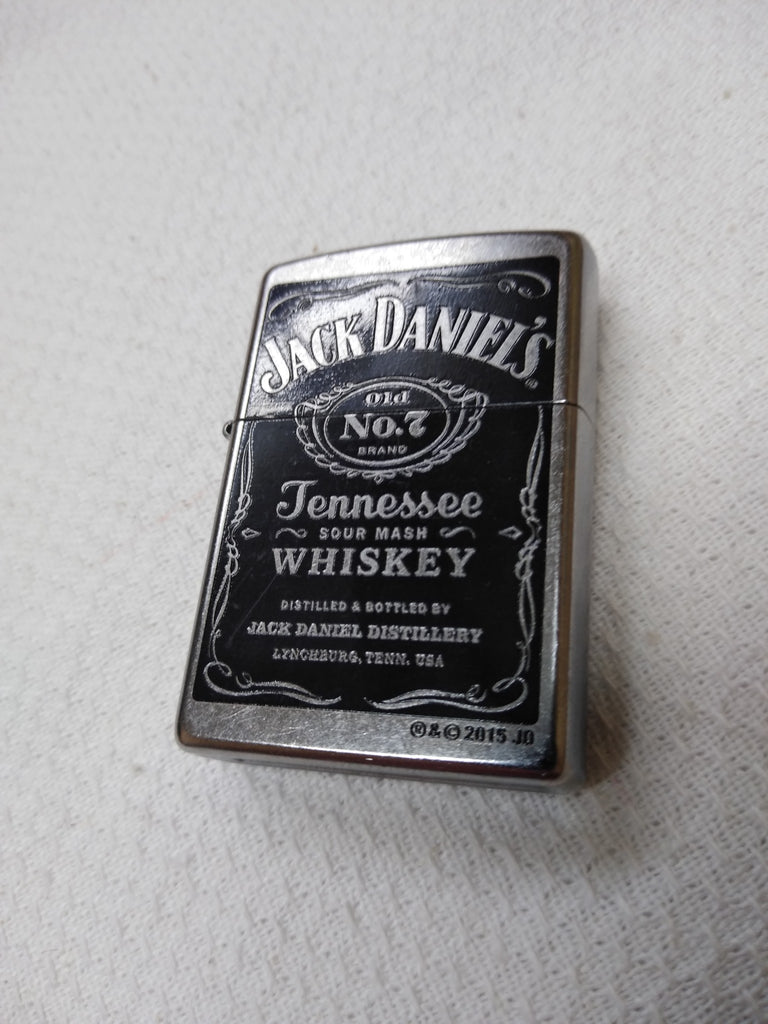 JACK DANIEL'S
Old
No.7
BRAND
Tennessee
SOUR MASH
WHISKEY
DISTILLED & BOTTLED BY
JACK DANIEL DISTILLERY
LYNCHBURG, TENN. USA
®&©2015 JD